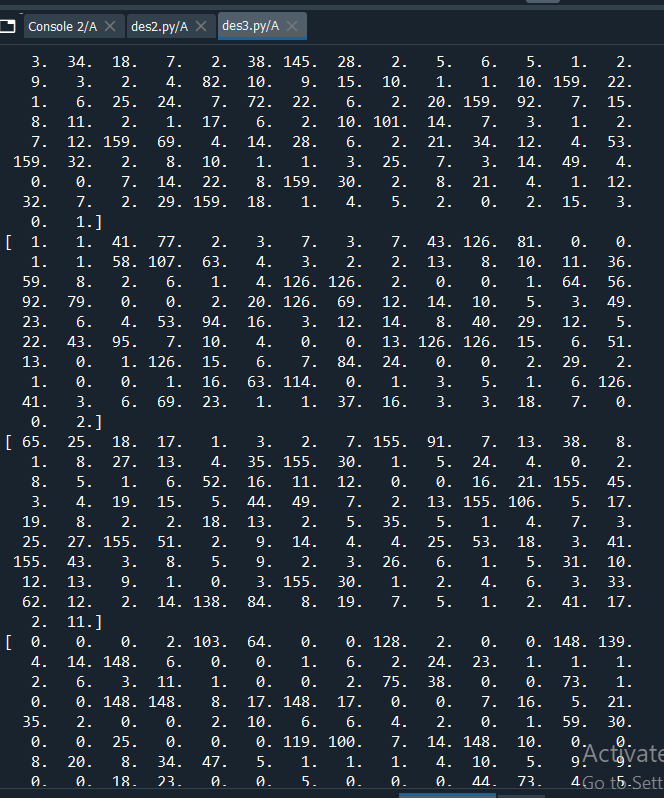 Console 2/A des2.py/A des3.py/A
3. 34. 18. 7. 2. 38. 145. 28. 2. 5. 6. 5. 1. 2.
9. 3. 2. 4. 82. 10. 9. 15. 10. 1. 1. 10. 159. 22.
1. 6. 25. 24. 7. 72. 22. 6. 2. 20. 159. 92. 7. 15.
8. 11. 2. 1. 17. 6. 2. 10. 101. 14. 7. 3. 1. 2.
7. 12. 159. 69. 4. 14. 28. 6. 2. 21. 34. 12. 4. 53.
159. 32. 2. 8. 10. 1. 1. 3. 25. 7. 3. 14. 49. 4.
0. 0. 7. 14. 22. 8. 159. 30. 2. 8. 21. 4. 1. 12.
32. 7. 2. 29. 159. 18. 1. 4. 5. 2. 0. 2. 15. 3.
0. 1.]
[ 1. 1. 41. 77. 2. 3. 7. 3. 7. 43. 126. 81. 0. 0.
1. 1. 58. 107. 63. 4. 3. 2. 2. 13. 8. 10. 11. 36.
59. 8. 2. 6. 1. 4. 126. 126. 2. 0. 0. 1. 64. 56.
92. 79. 0. 0. 2. 20. 126. 69. 12. 14. 10. 5. 3. 49.
23. 6. 4. 53. 94. 16. 3. 12. 14. 8. 40. 29. 12. 5.
22. 43. 95. 7. 10. 4. 0. 0. 13. 126. 126. 15. 6. 51.
13. 0. 1. 126. 15. 6. 7. 84. 24. 0. 0. 2. 29. 2.
1. 0. 0. 1. 16. 63. 114. 0. 1. 3. 5. 1. 6. 126.
41. 3. 6. 69. 23. 1. 1. 37. 16. 3. 3. 18. 7. 0.
0. 2.]
[ 65. 25. 18. 17. 1. 3. 2. 7. 155. 91. 7. 13. 38. 8.
1. 8. 27. 13. 4. 35. 155. 30. 1. 5. 24. 4. 0. 2.
8. 5. 1. 6. 52. 16. 11. 12. 0. 0. 16. 21. 155. 45.
3. 4. 19. 15. 5. 44. 49. 7. 2. 13. 155. 106. 5. 17.
19. 8. 2. 2. 18. 13. 2. 5. 35. 5. 1. 4. 7. 3.
25. 27. 155. 51. 2. 9. 14. 4. 4. 25. 53. 18. 3. 41.
155. 43. 3. 8. 5. 9. 2. 3. 26. 6. 1. 5. 31. 10.
12. 13. 9. 1. 0. 3. 155. 30. 1. 2. 4. 6. 3. 33.
62. 12. 2. 14. 138. 84. 8. 19. 7. 5. 1. 2. 41. 17.
2. 11.]
[ 0. 0. 0. 2. 103. 64. 0. 0. 128. 2. 0. 0. 148. 139.
4. 14. 148. 6. 0. 0. 1. 6. 2. 24. 23. 1. 1. 1.
2. 6. 3. 11. 1. 0. 0. 2. 75. 38. 0. 0. 73. 1.
0. 0. 148. 148. 8. 17. 148. 17. 0. 0. 7. 16. 5. 21.
35. 2. 0. 0. 2. 10. 6. 6. 4. 2. 0. 1. 59. 30.
0. 0. 25. 0. 0. 0. 119. 100. 7. 14. 148. 10. 0. 0.
8. 20. 8. 34. 47. 5. 1. 1. 1. 4. 10. 5. 9. 9.
0. 0. 18. 23. 0. 0. 5. 0. 0. 0. 44. 73. 4. 5.
Activate
Go to Sett